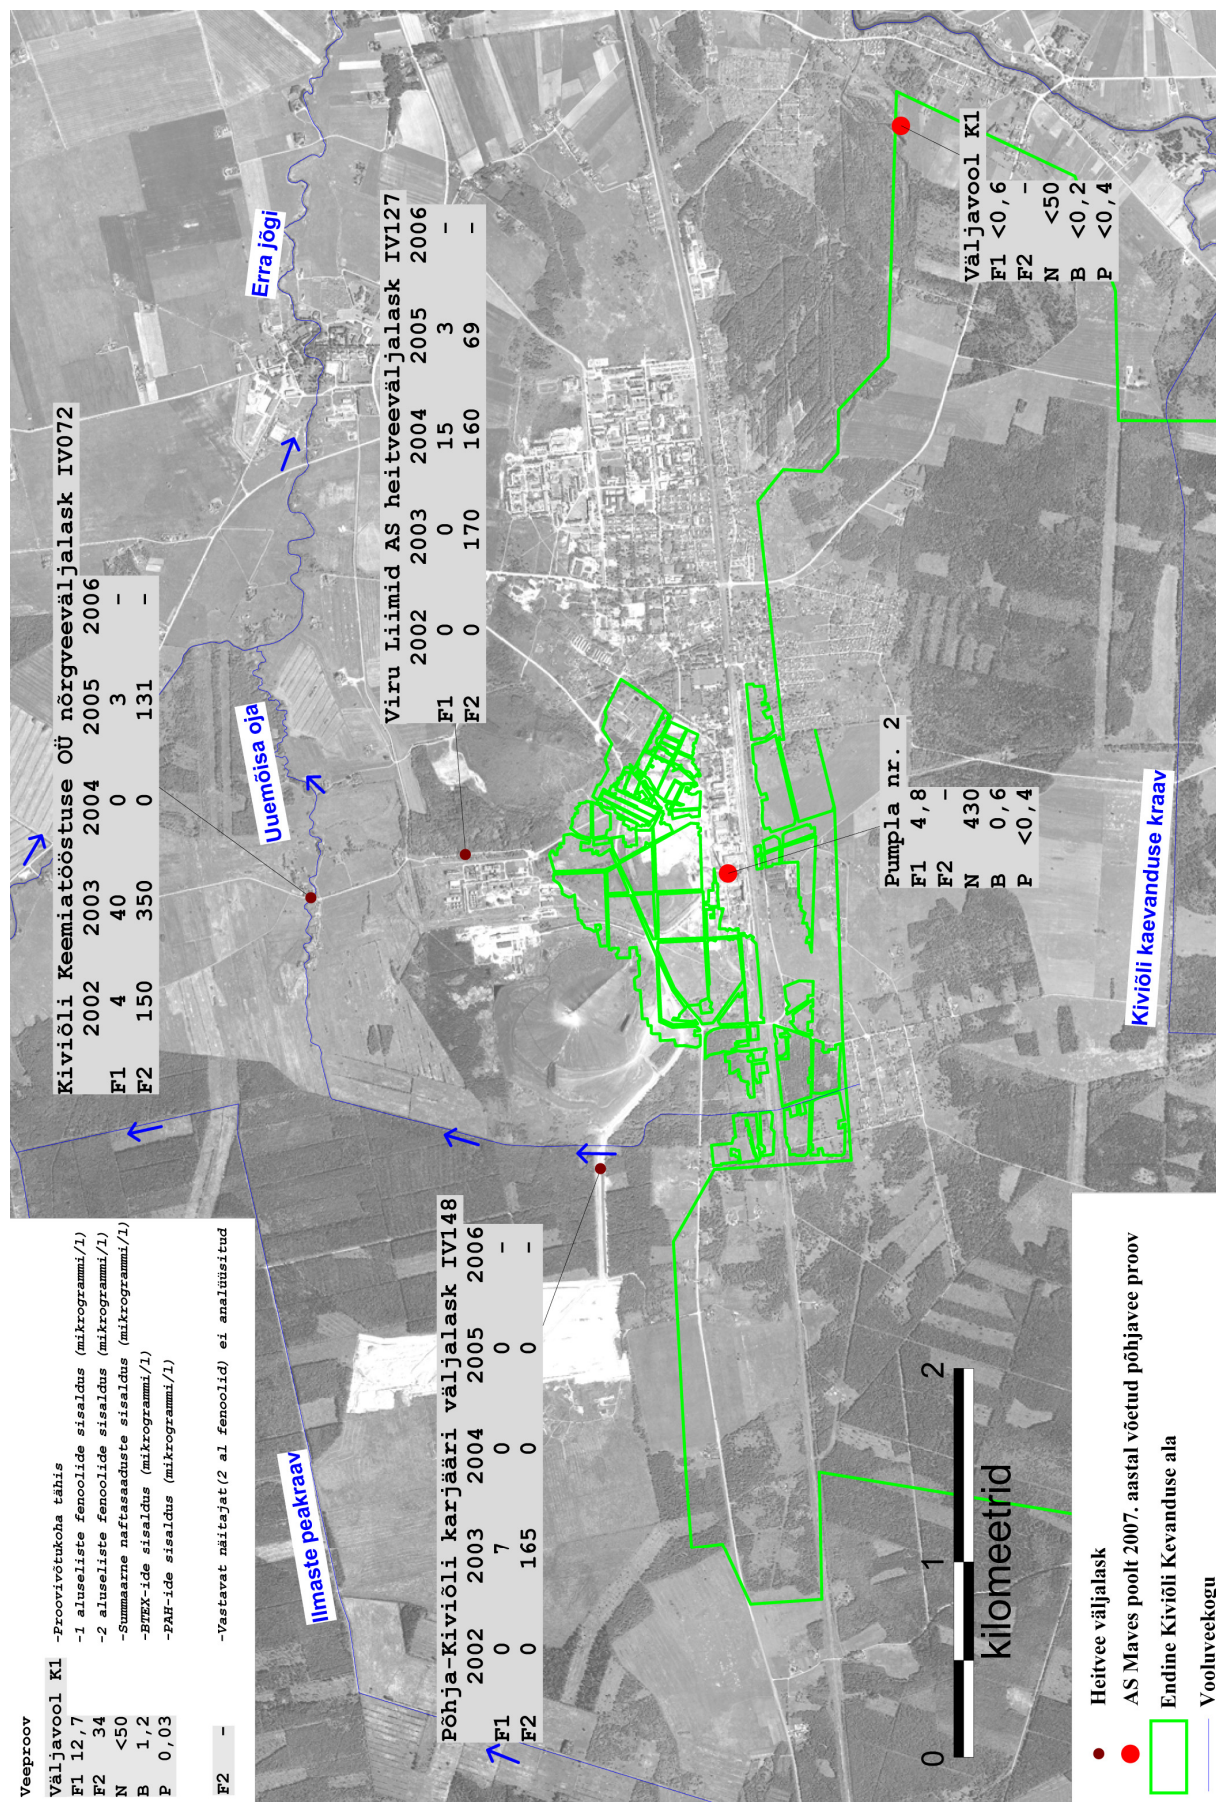 Veeproov
Väljavool K1 -Proovivõtukoha tähis
F1 12,7 -1 aluseliste fenoolide sisaldus (mikrogrammi/l)
F2 34 -2 aluseliste fenoolide sisaldus (mikrogrammi/l)
N <50 -Summaarne naftasaaduste sisaldus (mikrogrammi/l)
B 1,2 -BTEX-ide sisaldus (mikrogrammi/l)
P 0,03 -PAH-ide sisaldus (mikrogrammi/l)
F2 - -Vastavat näitajat(2 al fenoolid) ei analüüsitud
Kiviõli Keemiatööstuse OÜ nõrgveeväljalask IV072
2002 2003 2004 2005 2006
F1 4 40 0 3 -
F2 150 350 0 131 -
Erra jõgi
Uuemõisa oja
Ilmaste peakraav
Viru Liimid AS heitveeväljalask IV127
2002 2003 2004 2005 2006
F1 0 0 15 3 -
F2 0 170 160 69 -
Põhja-Kiviõli karjääri väljalask IV148
2002 2003 2004 2005 2006
F1 0 7 0 0 -
F2 0 165 0 0 -
Pumpla nr. 2
F1 4,8
F2 -
N 430
B 0,6
P <0,4
Väljavool K1
F1 <0,6
F2 -
N <50
B <0,2
P <0,4
Kiviõli kaevanduse kraav
0 1 2
kilomeetrid
Heitvee väljalask
AS Maves poolt 2007. aastal võetud põhjavee proov
Endine Kiviõli Kevanduse ala
Vooluveekogu